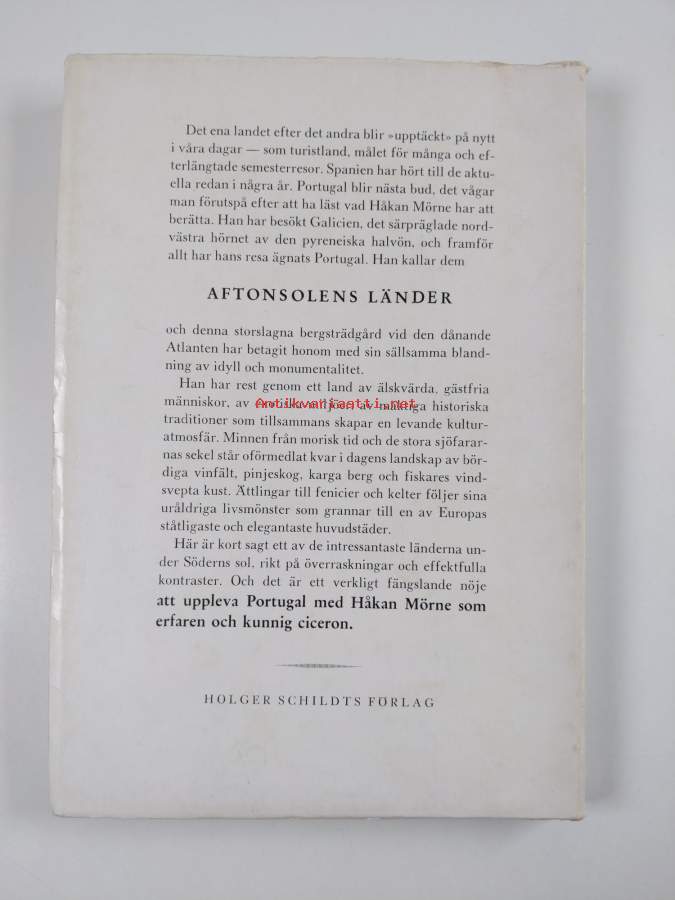 Det ena landet efter det andra blir »upptäckt» på nytt
i våra dagar — som turistland, målet för många och ef-
terlängtade semesterresor. Spanien har hört till de aktu-
ella redan i några år. Portugal blir nästa bud, det vågar
man förutspå efter att ha läst vad Håkan Mörne har att
berätta. Han har besökt Galicien, det särpräglade nord-
västra hörnet av den pyreneiska halvön, och framför
allt har hans resa ägnats Portugal. Han kallar dem
AFTONSOLENS LÄNDER
och denna storslagna bergsträdgård vid den dånande
Atlanten har betagit honom med sin sällsamma bland-
ning av idyll och monumentalitet.
Han har rest genom ett land av älskvärda, gästfria
människor, av av mäktiga historiska
Antikvariaatti.net
traditioner som tillsammans skapar en levande kultur-
atmosfär. Minnen från morisk tid och de stora sjöfarar-
nas sekel står oförmedlat kvar i dagens landskap av bör-
diga vinfält, pinjeskog, karga berg och fiskares vind-
svepta kust. Ättlingar till fenicier och kelter följer sina
uråldriga livsmönster som grannar till en av Europas
ståtligaste och elegantaste huvudstäder.
Här är kort sagt ett av de intressantaste länderna un-
der Söderns sol, rikt på överraskningar och effektfulla
kontraster. Och det är ett verkligt fängslande nöje
att uppleva Portugal med Håkan Mörne som
erfaren och kunnig ciceron.
HOLGER SCHILDTS FÖRLAG